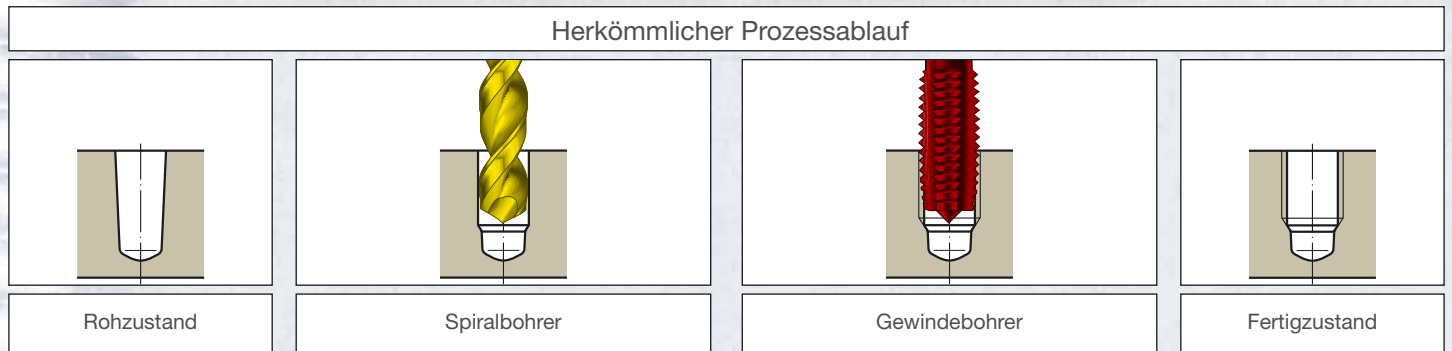 Herkömmlicher Prozessablauf
Rohzustand
Spiralbohrer
Gewindebohrer
Fertigzustand